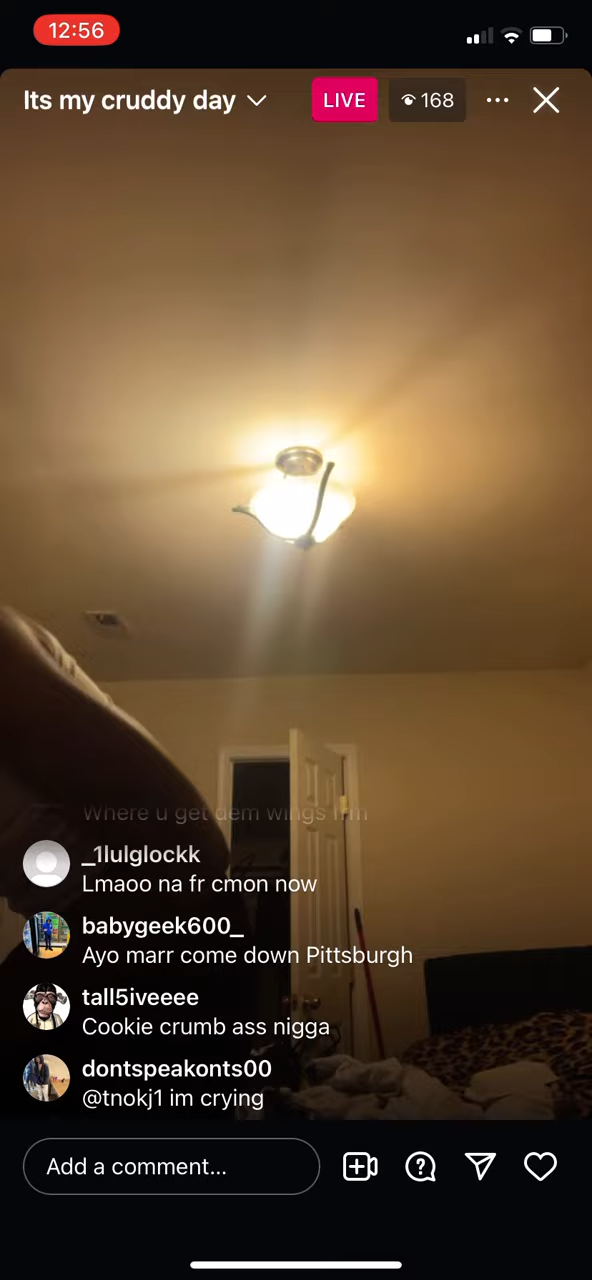 12:56
Its my cruddy day
LIVE
168
Where u get dem wings frm
_1lulglockk
Lmaoo na fr cmon now
babygeek600_
Ayo marr come down Pittsburgh
tall5iveeee
Cookie crumb ass nigga
dontspeakonts00
@tnokj1 im crying
Add a comment...